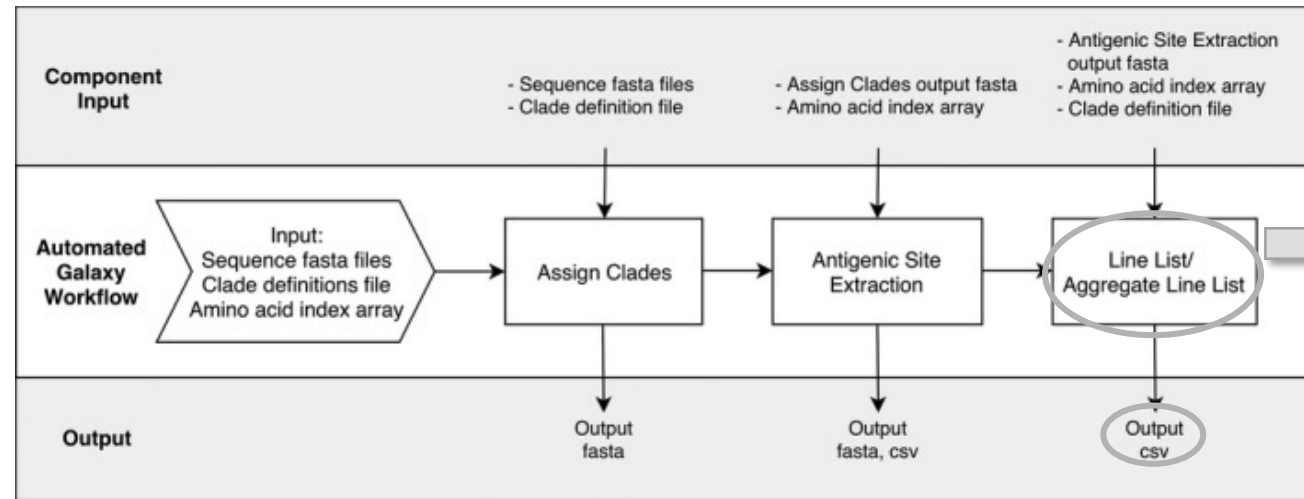 Component
Input
- Sequence fasta files
- Clade definition file
- Assign Clades output fasta
- Amino acid index array
- Antigenic Site Extraction
output fasta
- Amino acid index array
- Clade definition file
Automated
Galaxy
Workflow
Input:
Sequence fasta files
Clade definitions file
Amino acid index array
Assign Clades
Antigenic Site
Extraction
Line List/
Aggregate Line List
Output
Output
fasta
Output
fasta, csv
Output
csv